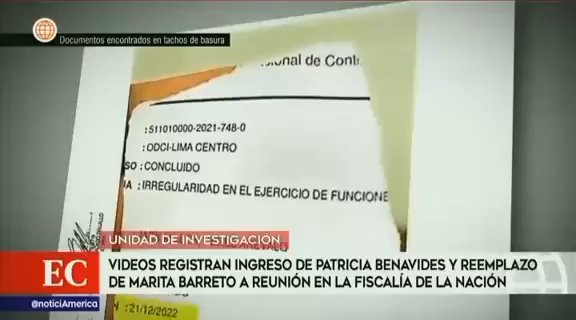 Documentos encontrados en tachos de basura
ional de Contr
: 511010000-2021-748-0
: ODCI-LIMA CENTRO
SO : CONCLUIDO
IA : IRREGULARIDAD EN EL EJERCICIO DE FUNCIONE
UNIDAD DE INVESTIGACIÓN
EC
VIDEOS REGISTRAN INGRESO DE PATRICIA BENAVIDES Y REEMPLAZO
DE MARITA BARRETO A REUNIÓN EN LA FISCALÍA DE LA NACIÓN
@noticiAmerica
: 21/12/2022